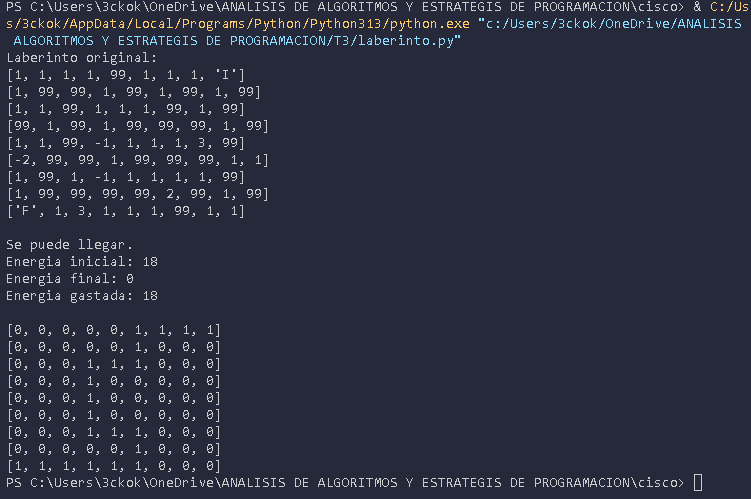 PS C:\Users\3ckok\OneDrive\ANALISIS DE ALGORITMOS Y ESTRATEGIS DE PROGRAMACION\cisco> & C:/Us
ers/3ckok/AppData/Local/Programs/Python/Python313/python.exe "c:/Users/3ckok/OneDrive/ANALISIS
 ALGORITMOS Y ESTRATEGIS DE PROGRAMACION/T3/laberinto.py"
Laberinto original:
[1, 1, 1, 1, 99, 1, 1, 1, 'I']
[1, 99, 99, 1, 99, 1, 99, 1, 99]
[1, 1, 99, 1, 1, 1, 99, 1, 99]
[99, 1, 99, 1, 99, 99, 99, 1, 99]
[1, 1, 99, -1, 1, 1, 1, 3, 99]
[-2, 99, 99, 1, 99, 99, 99, 1, 1]
[1, 99, 1, -1, 1, 1, 1, 1, 99]
[1, 99, 99, 99, 99, 2, 99, 1, 99]
['F', 1, 3, 1, 1, 1, 99, 1, 1]
Se puede llegar.
Energia inicial: 18
Energia final: 0
Energia gastada: 18
[0, 0, 0, 0, 0, 1, 1, 1, 1]
[0, 0, 0, 0, 0, 1, 0, 0, 0]
[0, 0, 0, 1, 1, 1, 0, 0, 0]
[0, 0, 0, 1, 0, 0, 0, 0, 0]
[0, 0, 0, 1, 0, 0, 0, 0, 0]
[0, 0, 0, 1, 0, 0, 0, 0, 0]
[0, 0, 0, 1, 1, 1, 0, 0, 0]
[0, 0, 0, 0, 0, 1, 0, 0, 0]
[1, 1, 1, 1, 1, 1, 0, 0, 0]
PS C:\Users\3ckok\OneDrive\ANALISIS DE ALGORITMOS Y ESTRATEGIS DE PROGRAMACION\cisco>